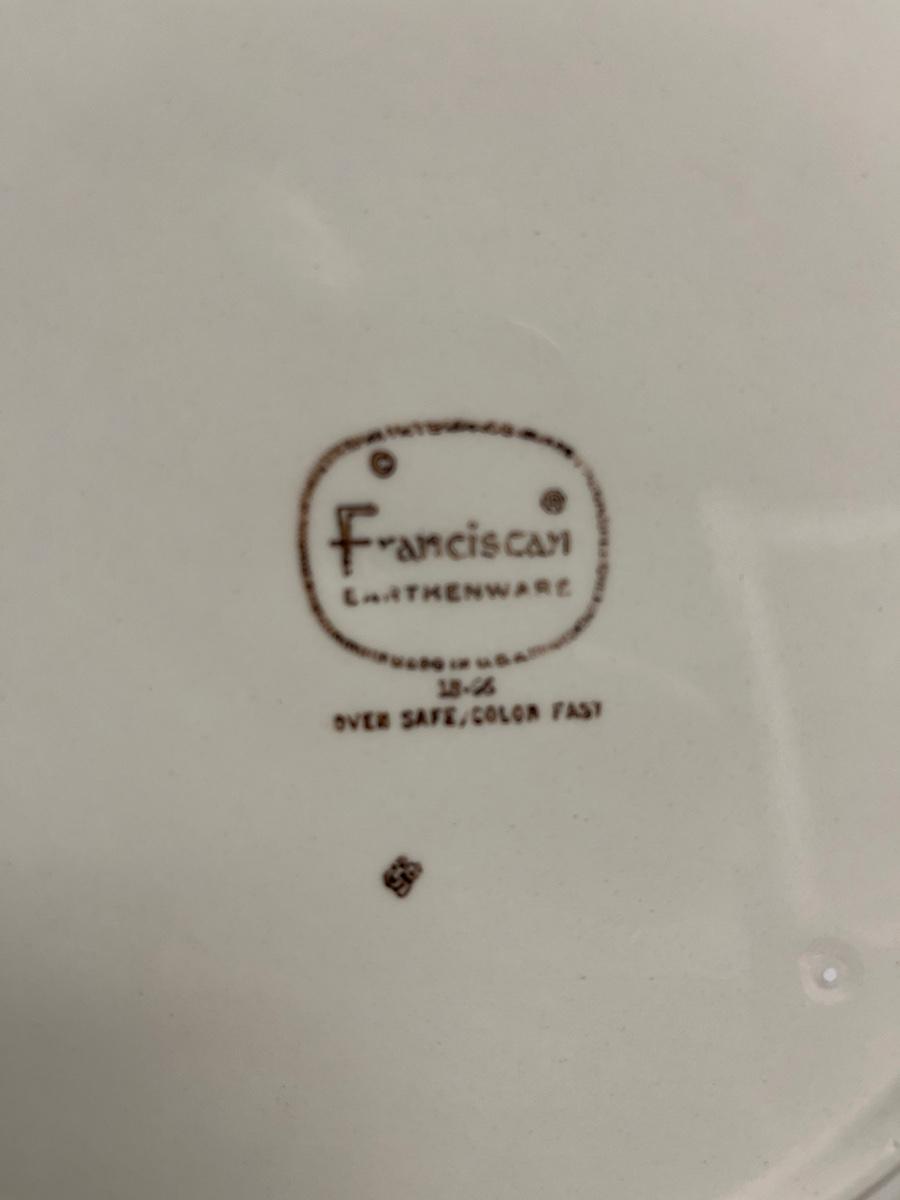 ©
®
Franciscan
EARTHENWARE
MADE IN U.S.A.
OVEN SAFE/COLOR FAST